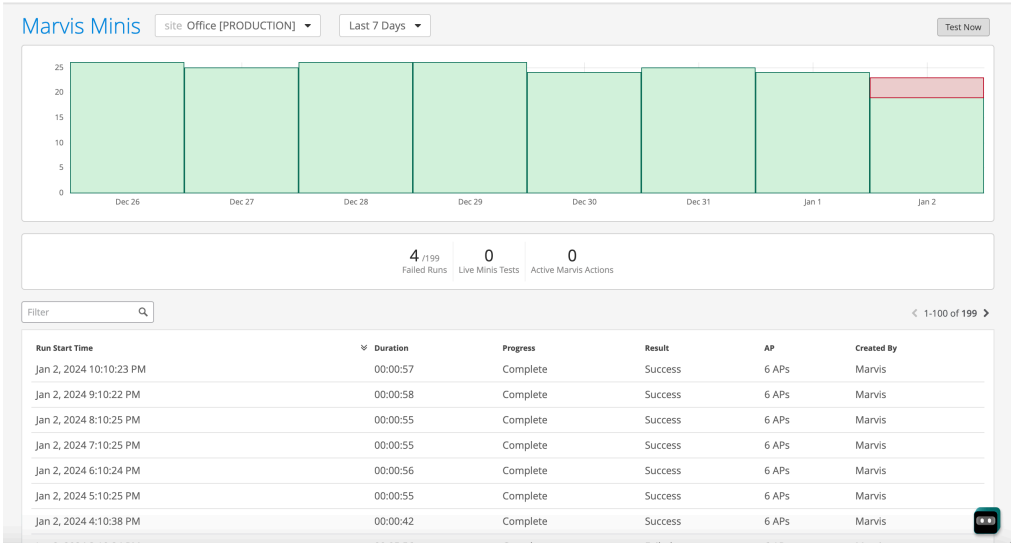 Marvis Minis site Office [PRODUCTION] Last 7 Days Test Now
25
20
15
10
5
0
Dec 26 Dec 27 Dec 28 Dec 29 Dec 30 Dec 31 Jan 1 Jan 2
4 /199 0 0
Failed Runs Live Minis Tests Active Marvis Actions
Filter 1-100 of 199
Run Start Time Duration Progress Result AP Created By
Jan 2, 2024 10:10:23 PM 00:00:57 Complete Success 6 APs Marvis
Jan 2, 2024 9:10:22 PM 00:00:58 Complete Success 6 APs Marvis
Jan 2, 2024 8:10:25 PM 00:00:55 Complete Success 6 APs Marvis
Jan 2, 2024 7:10:25 PM 00:00:55 Complete Success 6 APs Marvis
Jan 2, 2024 6:10:24 PM 00:00:56 Complete Success 6 APs Marvis
Jan 2, 2024 5:10:25 PM 00:00:55 Complete Success 6 APs Marvis
Jan 2, 2024 4:10:38 PM 00:00:42 Complete Success 6 APs Marvis